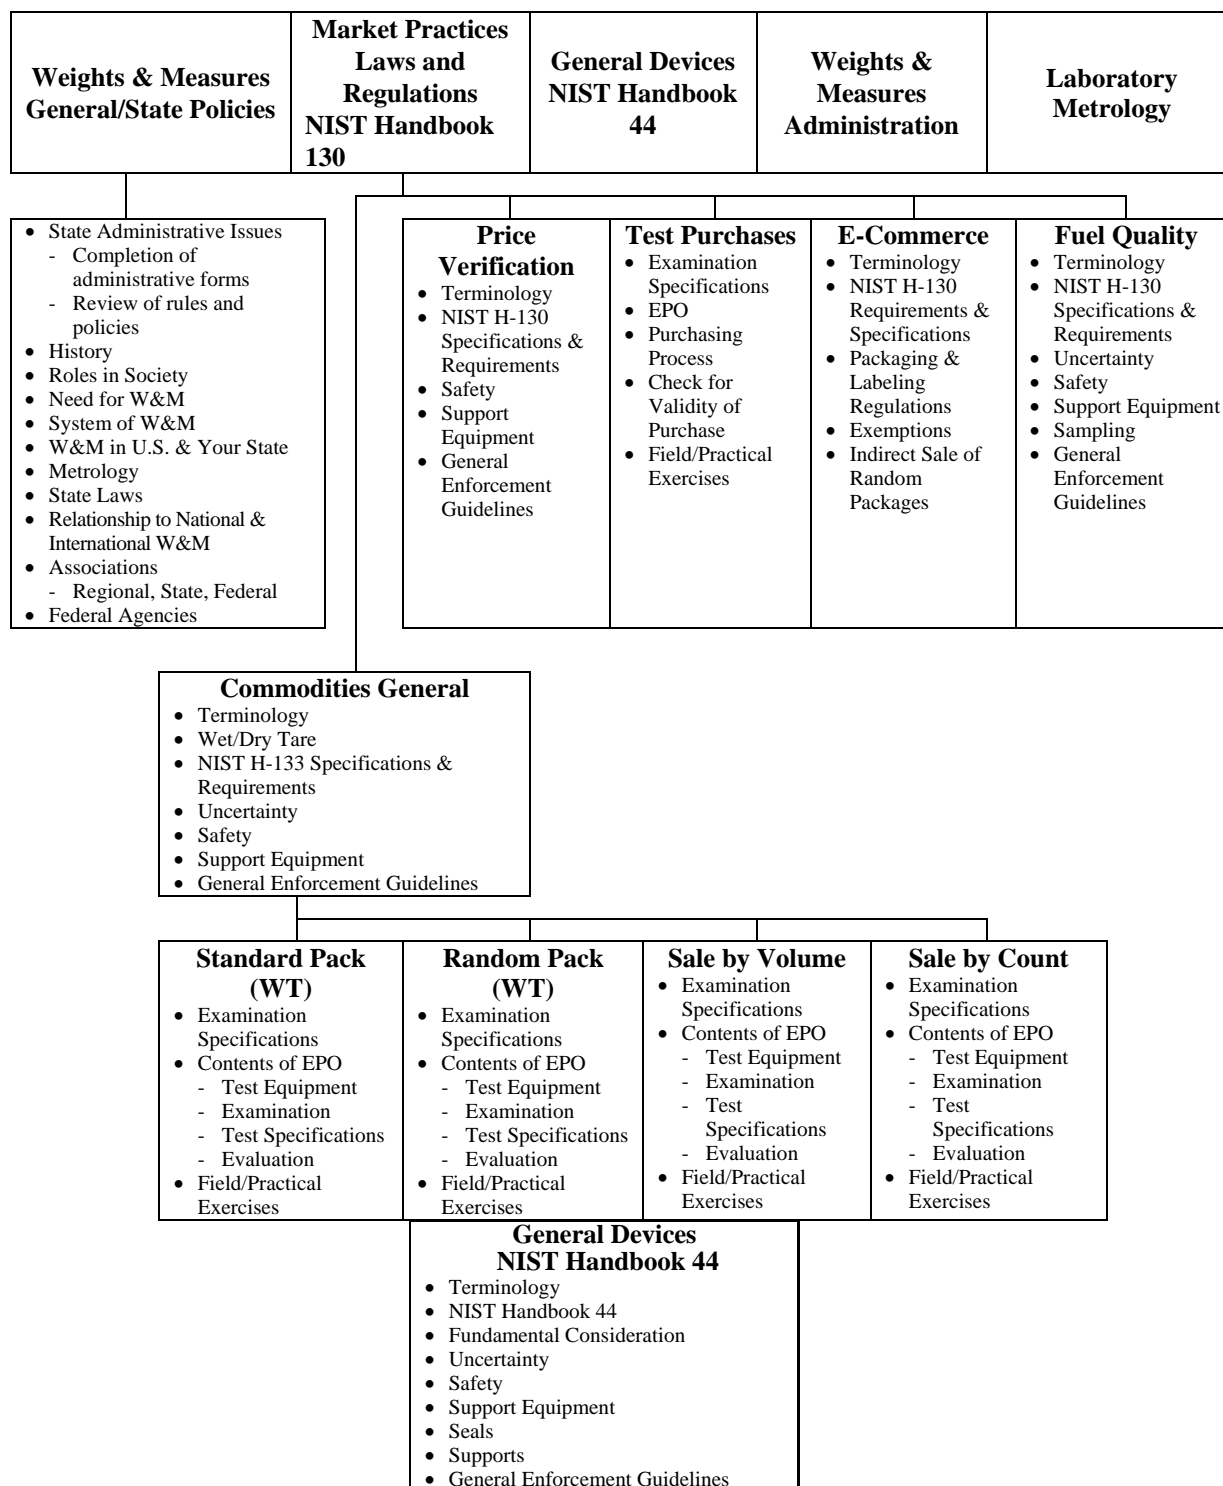 Weights & Measures
General/State Policies
Market Practices
Laws and
Regulations
NIST Handbook
130
General Devices
NIST Handbook
44
Weights &
Measures
Administration
Laboratory
Metrology
• State Administrative Issues
- Completion of
administrative forms
- Review of rules and
policies
• History
• Roles in Society
• Need for W&M
• System of W&M
• W&M in U.S. & Your State
• Metrology
• State Laws
• Relationship to National &
International W&M
• Associations
- Regional, State, Federal
• Federal Agencies
Price
Verification
• Terminology
• NIST H-130
Specifications &
Requirements
• Safety
• Support
Equipment
• General
Enforcement
Guidelines
Test Purchases
• Examination
Specifications
• EPO
• Purchasing
Process
• Check for
Validity of
Purchase
• Field/Practical
Exercises
E-Commerce
• Terminology
• NIST H-130
Requirements &
Specifications
• Packaging &
Labeling
Regulations
• Exemptions
• Indirect Sale of
Random
Packages
Fuel Quality
• Terminology
• NIST H-130
Specifications &
Requirements
• Uncertainty
• Safety
• Support Equipment
• Sampling
• General
Enforcement
Guidelines
Commodities General
• Terminology
• Wet/Dry Tare
• NIST H-133 Specifications &
Requirements
• Uncertainty
• Safety
• Support Equipment
• General Enforcement Guidelines
Standard Pack
(WT)
• Examination
Specifications
• Contents of EPO
- Test Equipment
- Examination
- Test Specifications
- Evaluation
• Field/Practical
Exercises
Random Pack
(WT)
• Examination
Specifications
• Contents of EPO
- Test Equipment
- Examination
- Test Specifications
- Evaluation
• Field/Practical
Exercises
Sale by Volume
• Examination
Specifications
• Contents of EPO
- Test Equipment
- Examination
- Test
Specifications
- Evaluation
• Field/Practical
Exercises
Sale by Count
• Examination
Specifications
• Contents of EPO
- Test Equipment
- Examination
- Test
Specifications
- Evaluation
• Field/Practical
Exercises
General Devices
NIST Handbook 44
• Terminology
• NIST Handbook 44
• Fundamental Consideration
• Uncertainty
• Safety
• Support Equipment
• Seals
• Supports
• General Enforcement Guidelines